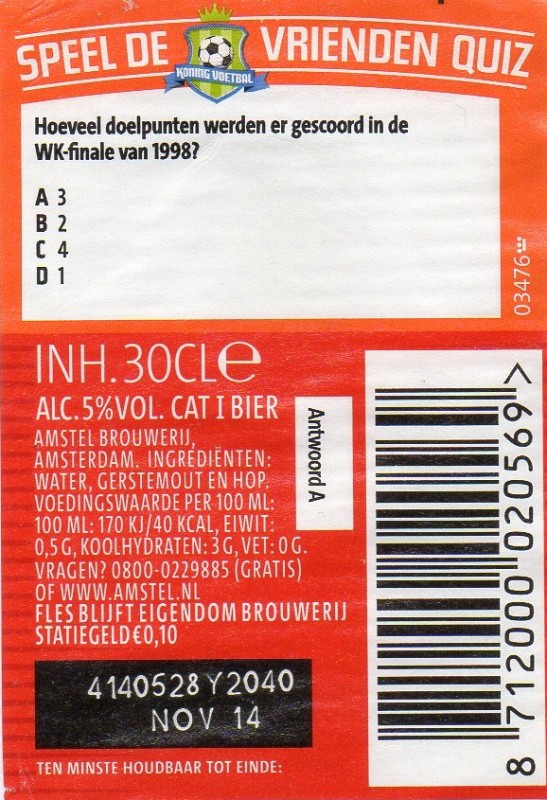 SPEEL DE VRIENDEN QUIZ
KONING VOETBAL
Hoeveel doelpunten werden er gescoord in de
WK-finale van 1998?
A 3
B 2
C 4
D 1
03476
INH. 30CL℮
ALC. 5%VOL. CAT I BIER
AMSTEL BROUWERIJ,
AMSTERDAM. INGREDIËNTEN:
WATER, GERSTEMOUT EN HOP.
VOEDINGSWAARDE PER 100 ML:
100 ML: 170 KJ/40 KCAL, EIWIT:
0,5 G, KOOLHYDRATEN: 3 G, VET: 0 G.
VRAGEN? 0800-0229885 (GRATIS)
OF WWW.AMSTEL.NL
FLES BLIJFT EIGENDOM BROUWERIJ
STATIEGELD €0,10
Antwoord A
4140528Y2040
NOV 14
TEN MINSTE HOUDBAAR TOT EINDE:
8 712000 020569 >